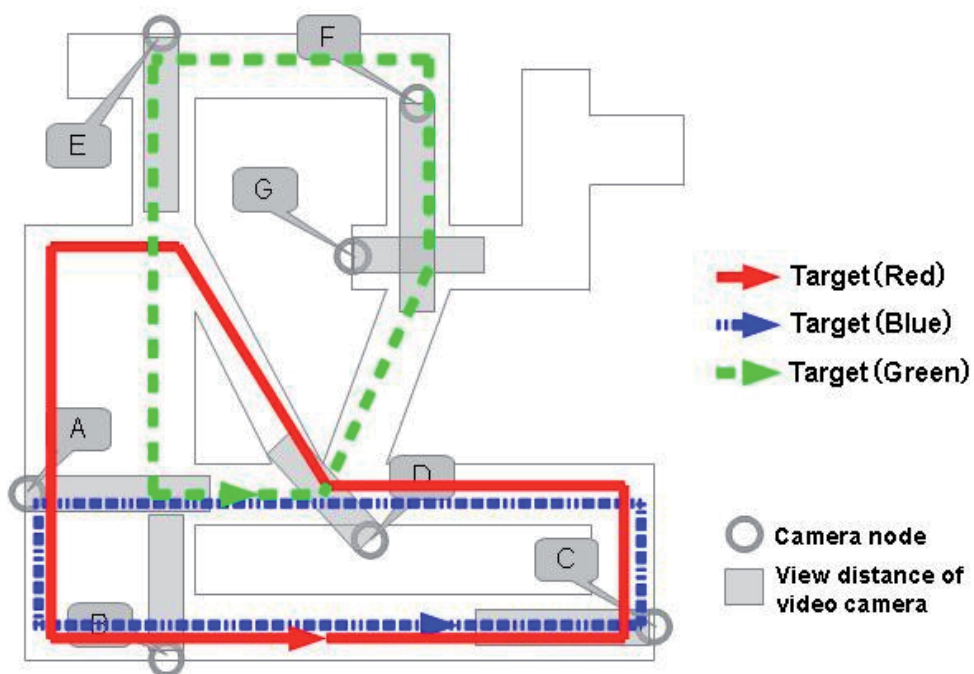 F
E
G
Target(Red)
Target(Blue)
Target(Green)
A
D
Camera node
C
View distance of
video camera
B